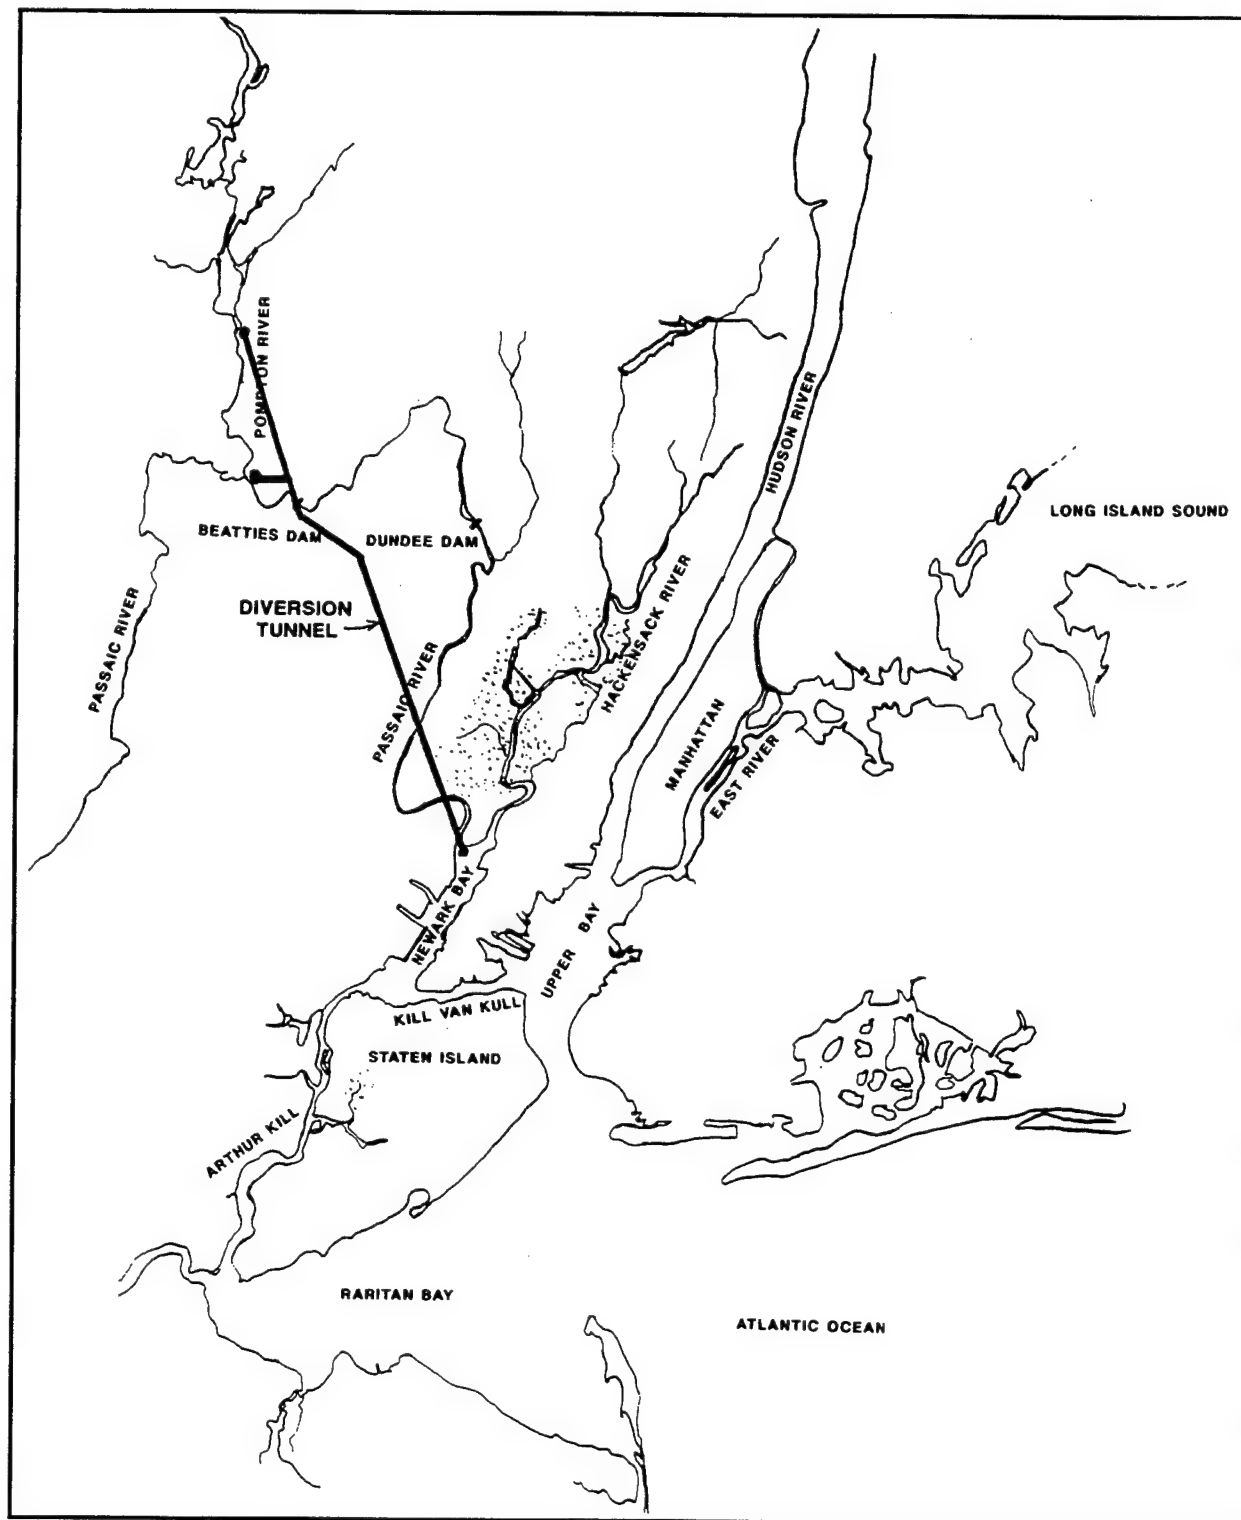 POMPTON RIVER
HUDSON RIVER
LONG ISLAND SOUND
BEATTIES DAM
DUNDEE DAM
DIVERSION
TUNNEL
PASSAIC RIVER
PASSAIC RIVER
HACKENSACK RIVER
MANHATTAN
EAST RIVER
NEWARK BAY
UPPER BAY
KILL VAN KULL
STATEN ISLAND
ARTHUR KILL
RARITAN BAY
ATLANTIC OCEAN